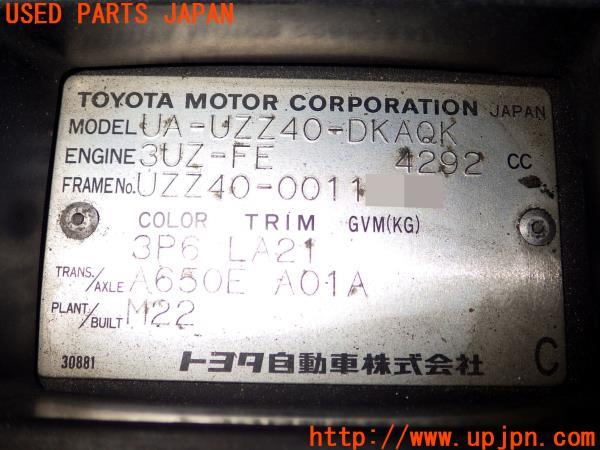 USED PARTS JAPAN
TOYOTA MOTOR CORPORATION JAPAN
MODEL UA-UZZ40-DKAQK
ENGINE 3UZ-FE 4292 CC
FRAME No. UZZ40-0011
COLOR TRIM GVM(KG)
3P6 LA21
TRANS./AXLE A650E A01A
PLANT/BUILT M22
30881 トヨタ自動車株式会社 C
http://www.upjpn.com/